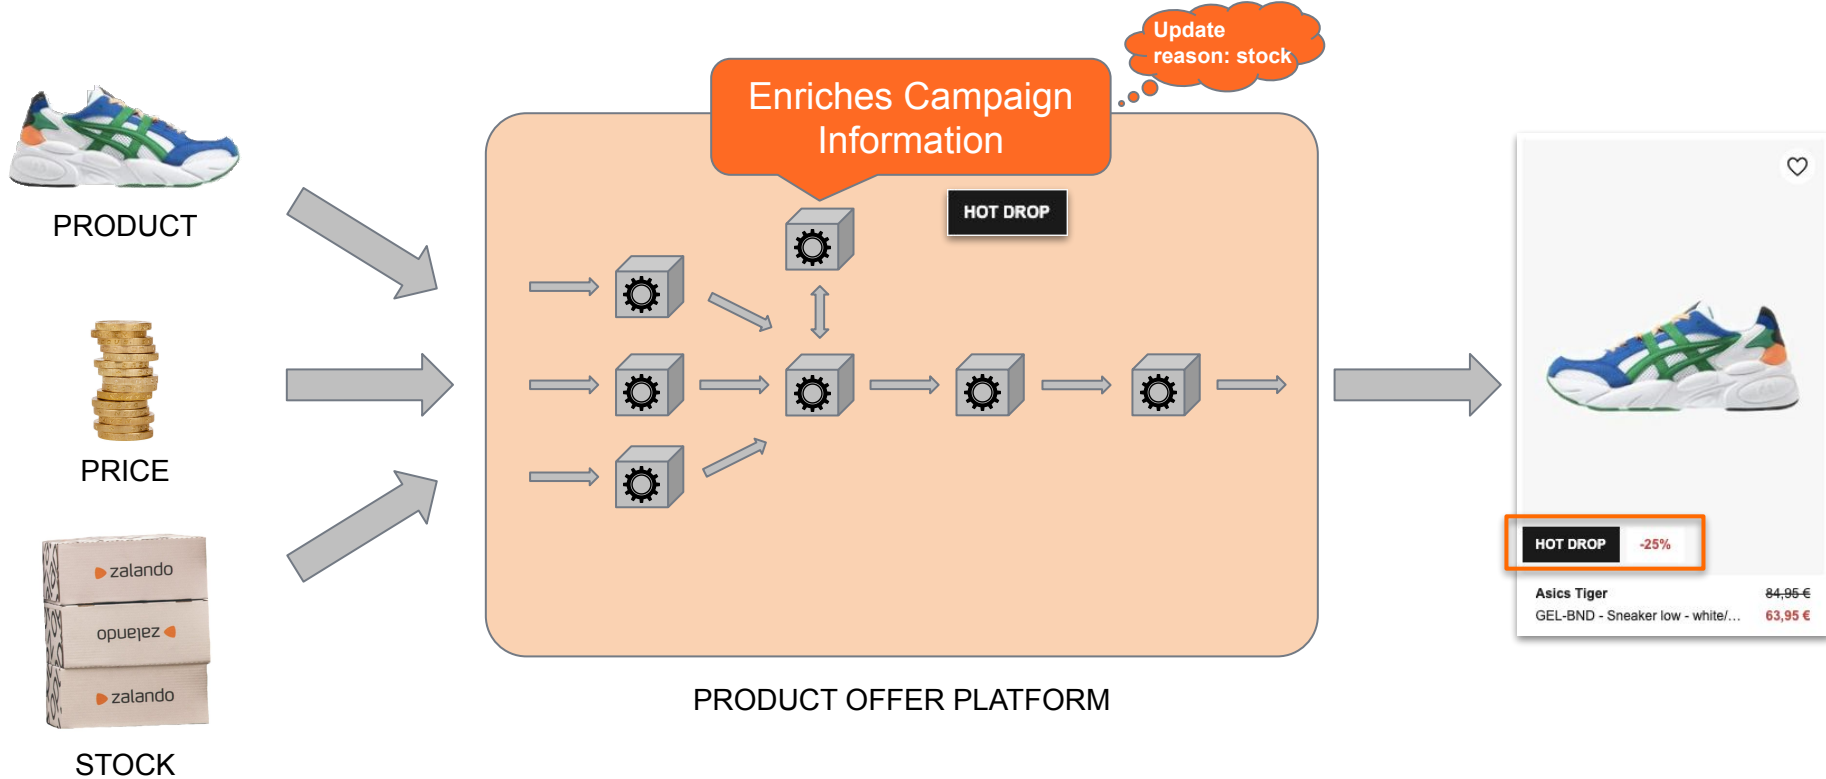 Update
reason: stock
Enriches Campaign
Information
HOT DROP
PRODUCT
PRICE
zalando
zalando
zalando
STOCK
PRODUCT OFFER PLATFORM
HOT DROP -25%
Asics Tiger 84,95 €
GEL-BND - Sneaker low - white/... 63,95 €